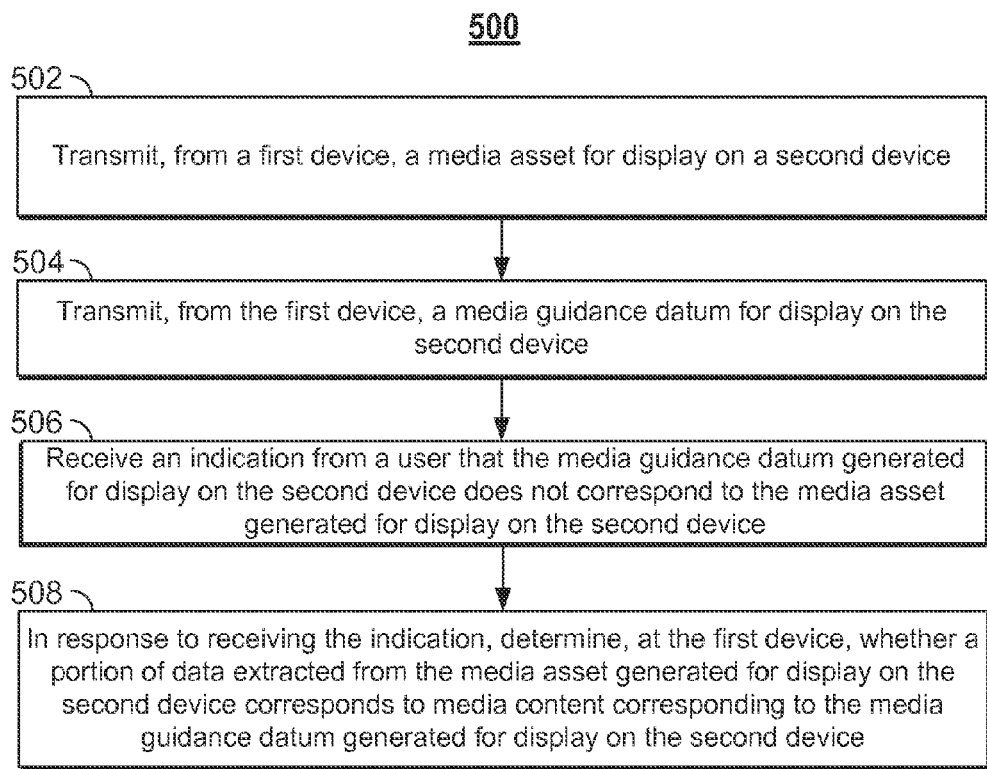 500
502
Transmit, from a first device, a media asset for display on a second device
504
Transmit, from the first device, a media guidance datum for display on the
second device
506
Receive an indication from a user that the media guidance datum generated
for display on the second device does not correspond to the media asset
generated for display on the second device
508
In response to receiving the indication, determine, at the first device, whether a
portion of data extracted from the media asset generated for display on the
second device corresponds to media content corresponding to the media
guidance datum generated for display on the second device